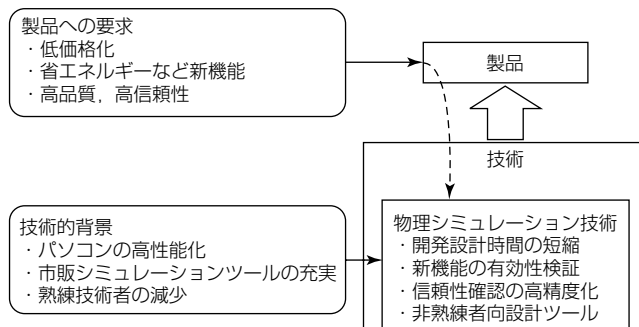 製品への要求
・低価格化
・省エネルギーなど新機能
・高品質，高信頼性
製品
技術
技術的背景
・パソコンの高性能化
・市販シミュレーションツールの充実
・熟練技術者の減少
物理シミュレーション技術
・開発設計時間の短縮
・新機能の有効性検証
・信頼性確認の高精度化
・非熟練者向設計ツール